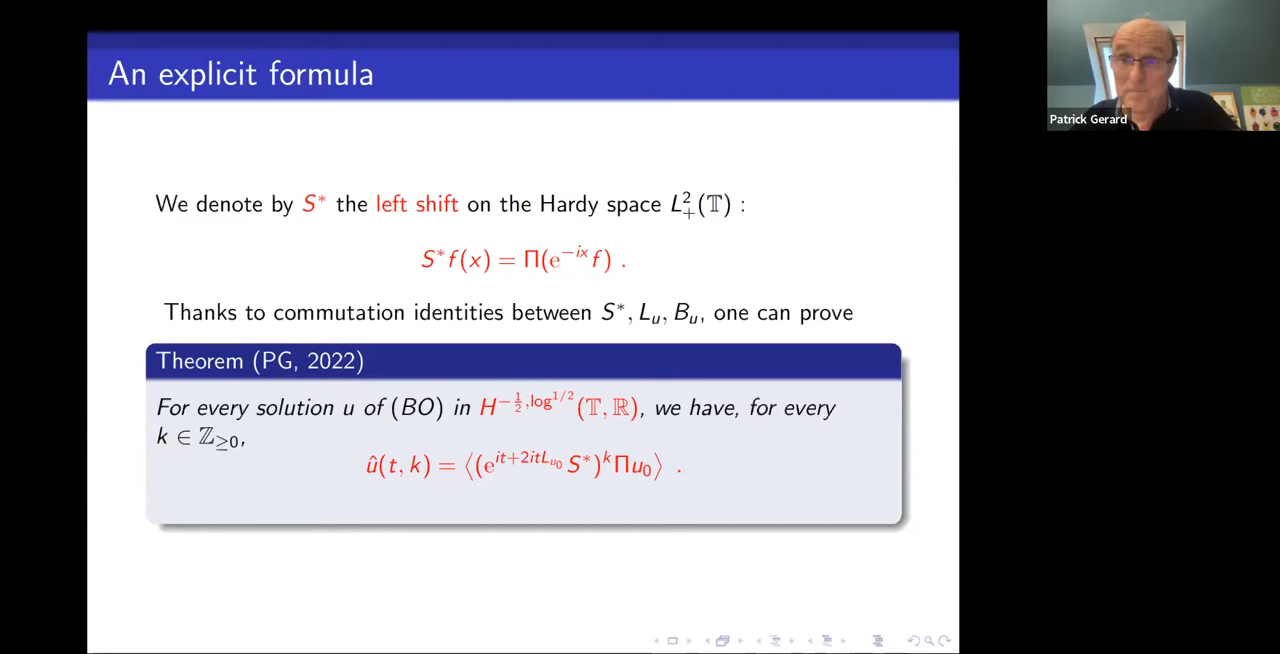 An explicit formula
Patrick Gerard
We denote by S* the left shift on the Hardy space L²₊(𝕋) :
S*f(x) = Π(e^{−ix} f) .
Thanks to commutation identities between S*, L_u, B_u, one can prove
Theorem (PG, 2022)
For every solution u of (BO) in H^{−½,log^{1/2}}(𝕋, ℝ), we have, for every
k ∈ ℤ_{≥0},
û(t, k) = ⟨(e^{it+2itL_{u₀}} S*)^k Πu₀⟩ .